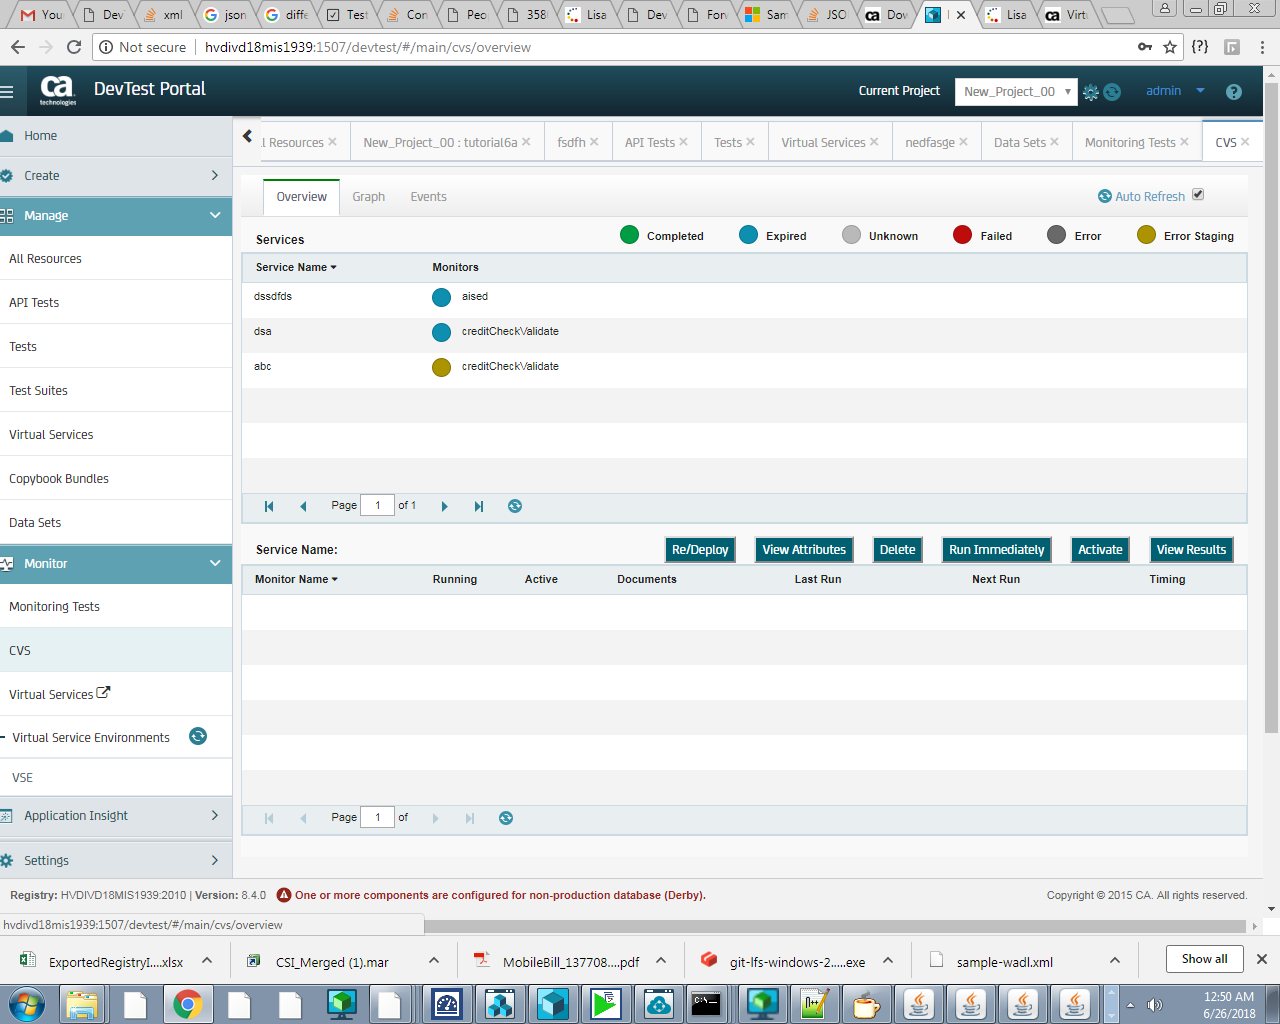 You
Dev
xml
json
diffe
Test
Con
Peo
358
Lisa
Dev
For
Sam
JSO
Dow
Lisa
Virt
Not secure
hvdivd18mis1939:1507/devtest/#/main/cvs/overview
ca technologies
DevTest Portal
Current Project
New_Project_00
admin
Home
Create
Manage
All Resources
API Tests
Tests
Test Suites
Virtual Services
Copybook Bundles
Data Sets
Monitor
Monitoring Tests
CVS
Virtual Services
Virtual Service Environments
VSE
Application Insight
Settings
l Resources
New_Project_00 : tutorial6a
fsdfh
API Tests
Tests
Virtual Services
nedfasge
Data Sets
Monitoring Tests
CVS
Overview
Graph
Events
Auto Refresh
Services
Completed
Expired
Unknown
Failed
Error
Error Staging
Service Name Monitors
dssdfds aised
dsa creditCheckValidate
abc creditCheckValidate
Page 1 of 1
Service Name:
Re/Deploy
View Attributes
Delete
Run Immediately
Activate
View Results
Monitor Name Running Active Documents Last Run Next Run Timing
Page 1 of
Registry: HVDIVD18MIS1939:2010 | Version: 8.4.0
One or more components are configured for non-production database (Derby).
Copyright © 2015 CA. All rights reserved.
hvdivd18mis1939:1507/devtest/#/main/cvs/overview
ExportedRegistryI....xlsx
CSI_Merged (1).mar
MobileBill_137708....pdf
git-lfs-windows-2.....exe
sample-wadl.xml
Show all
12:50 AM
6/26/2018